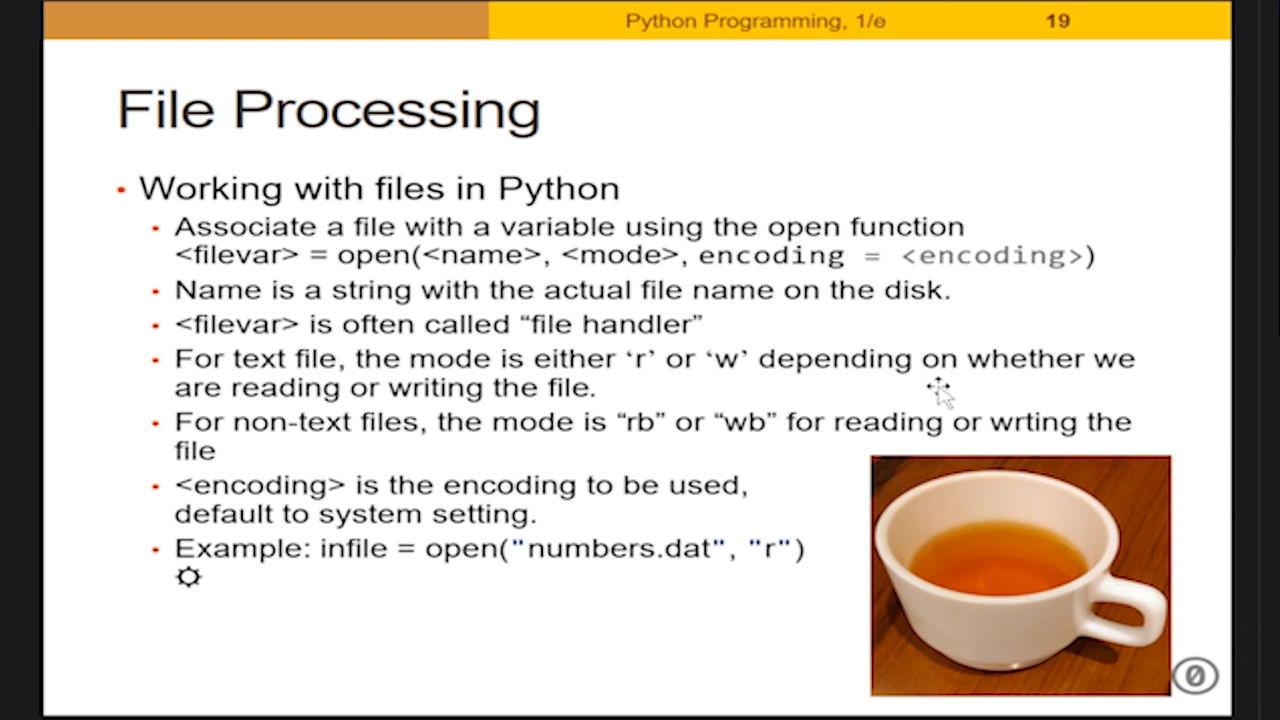 Python Programming, 1/e 19
File Processing
• Working with files in Python
• Associate a file with a variable using the open function
<filevar> = open(<name>, <mode>, encoding = <encoding>)
• Name is a string with the actual file name on the disk.
• <filevar> is often called “file handler”
• For text file, the mode is either ‘r’ or ‘w’ depending on whether we
are reading or writing the file.
• For non-text files, the mode is “rb” or “wb” for reading or wrting the
file
• <encoding> is the encoding to be used,
default to system setting.
• Example: infile = open("numbers.dat", "r")
0